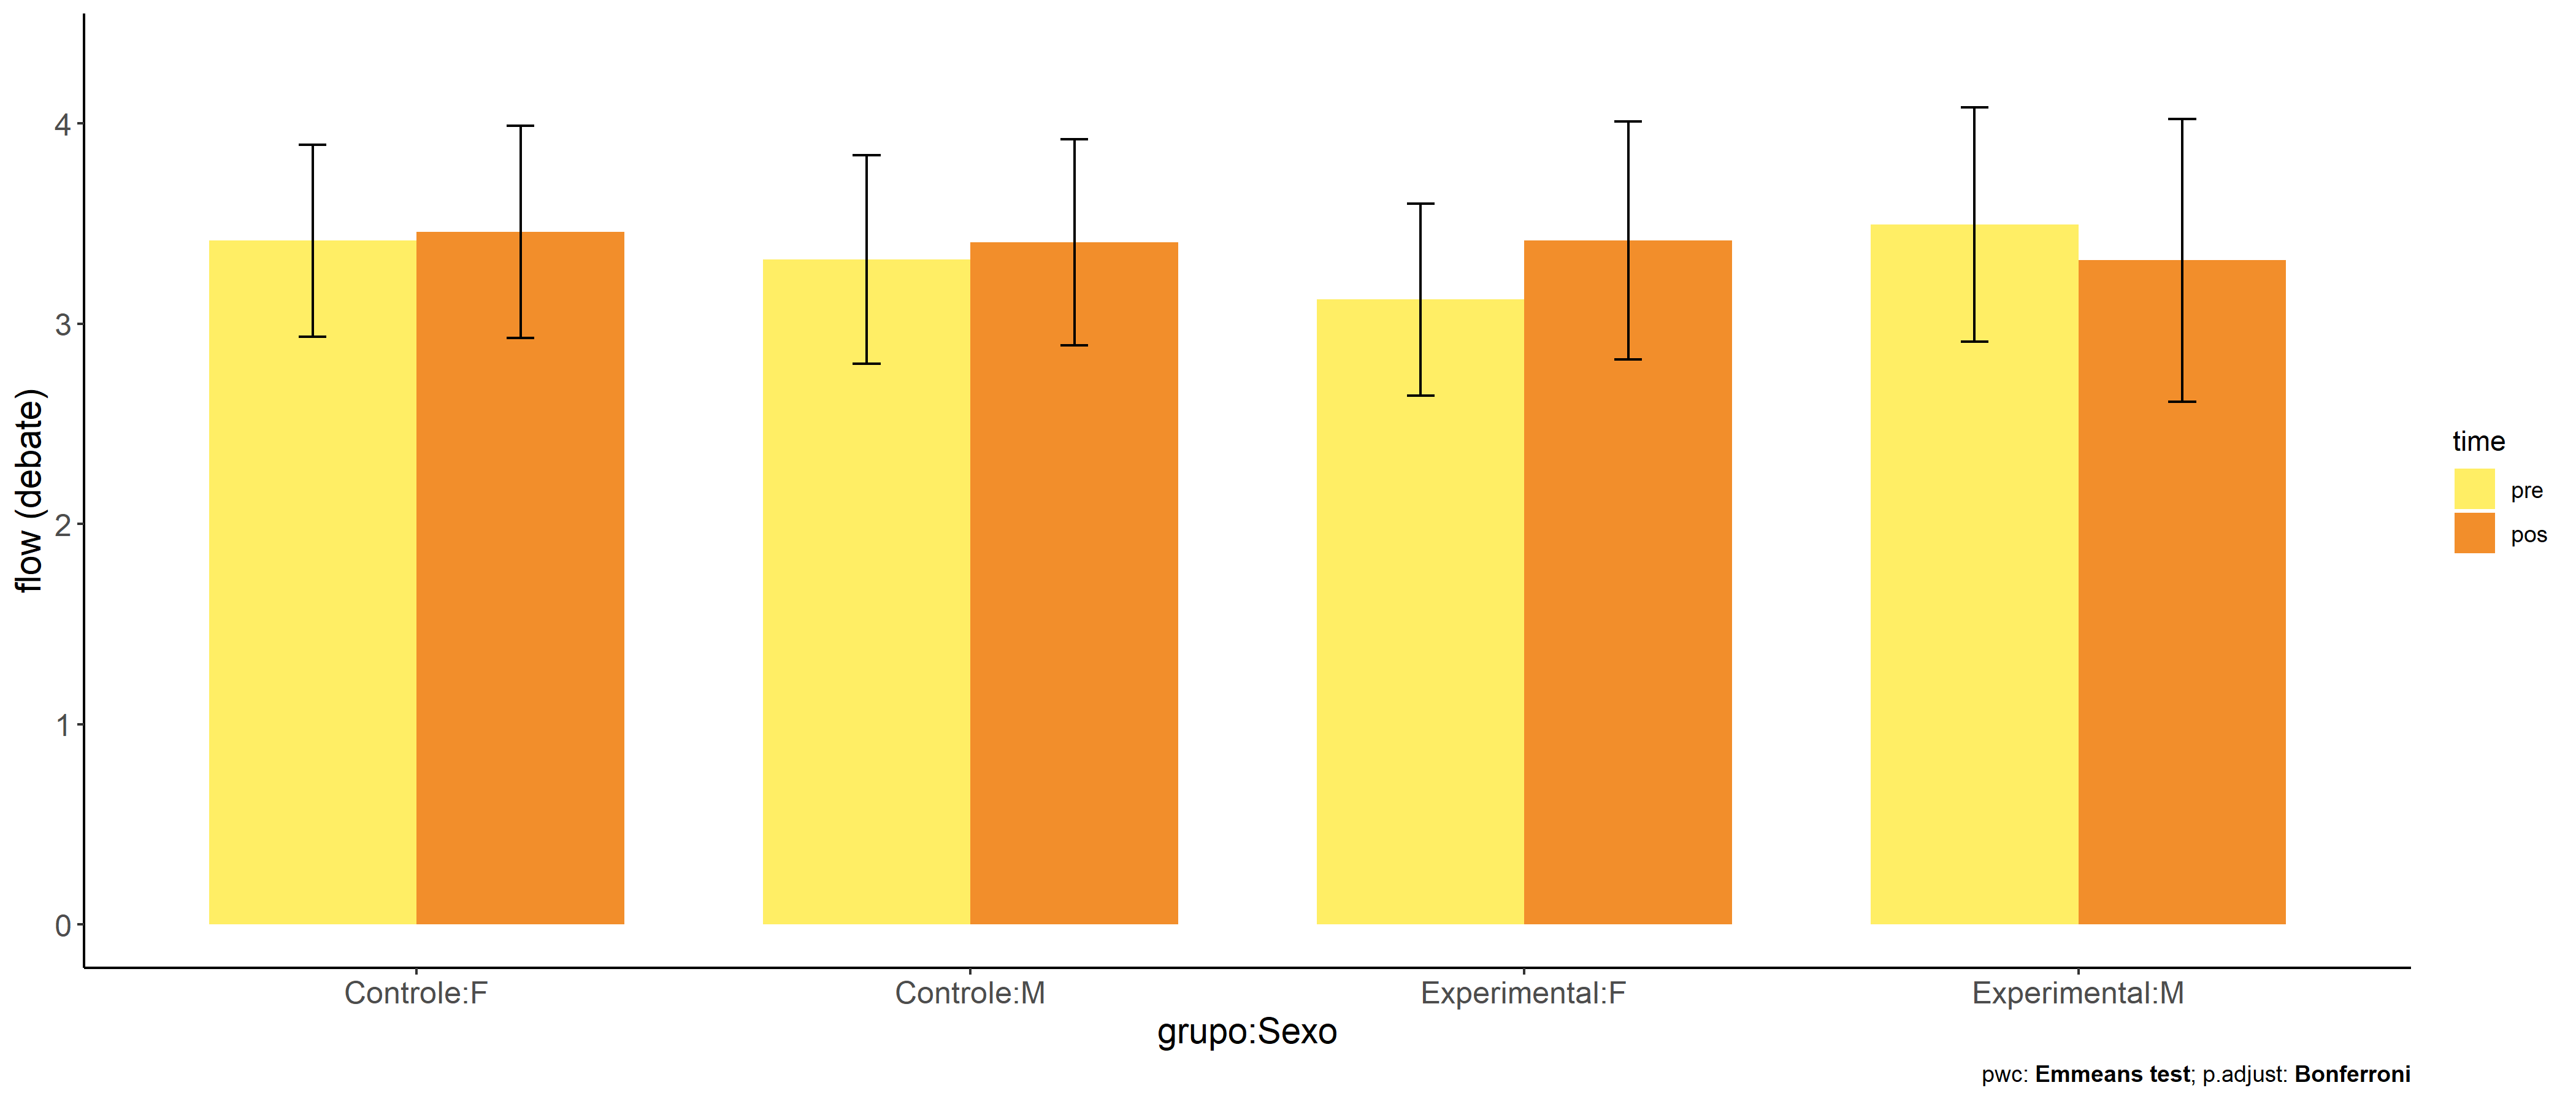 flow (debate)
4
3
2
1
0
Controle:F
Controle:M
Experimental:F
Experimental:M
grupo:Sexo
time
pre
pos
pwc: Emmeans test; p.adjust: Bonferroni